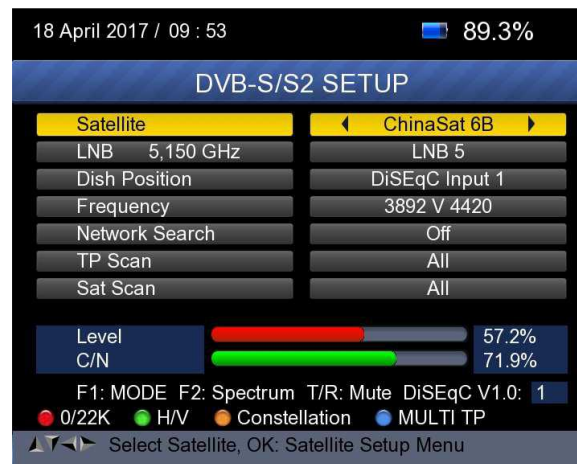 18 April 2017 / 09 : 53 89.3%
DVB-S/S2 SETUP
Satellite ChinaSat 6B
LNB 5,150 GHz LNB 5
Dish Position DiSEqC Input 1
Frequency 3892 V 4420
Network Search Off
TP Scan All
Sat Scan All
Level 57.2%
C/N 71.9%
F1: MODE F2: Spectrum T/R: Mute DiSEqC V1.0: 1
0/22K H/V Constellation MULTI TP
Select Satellite, OK: Satellite Setup Menu